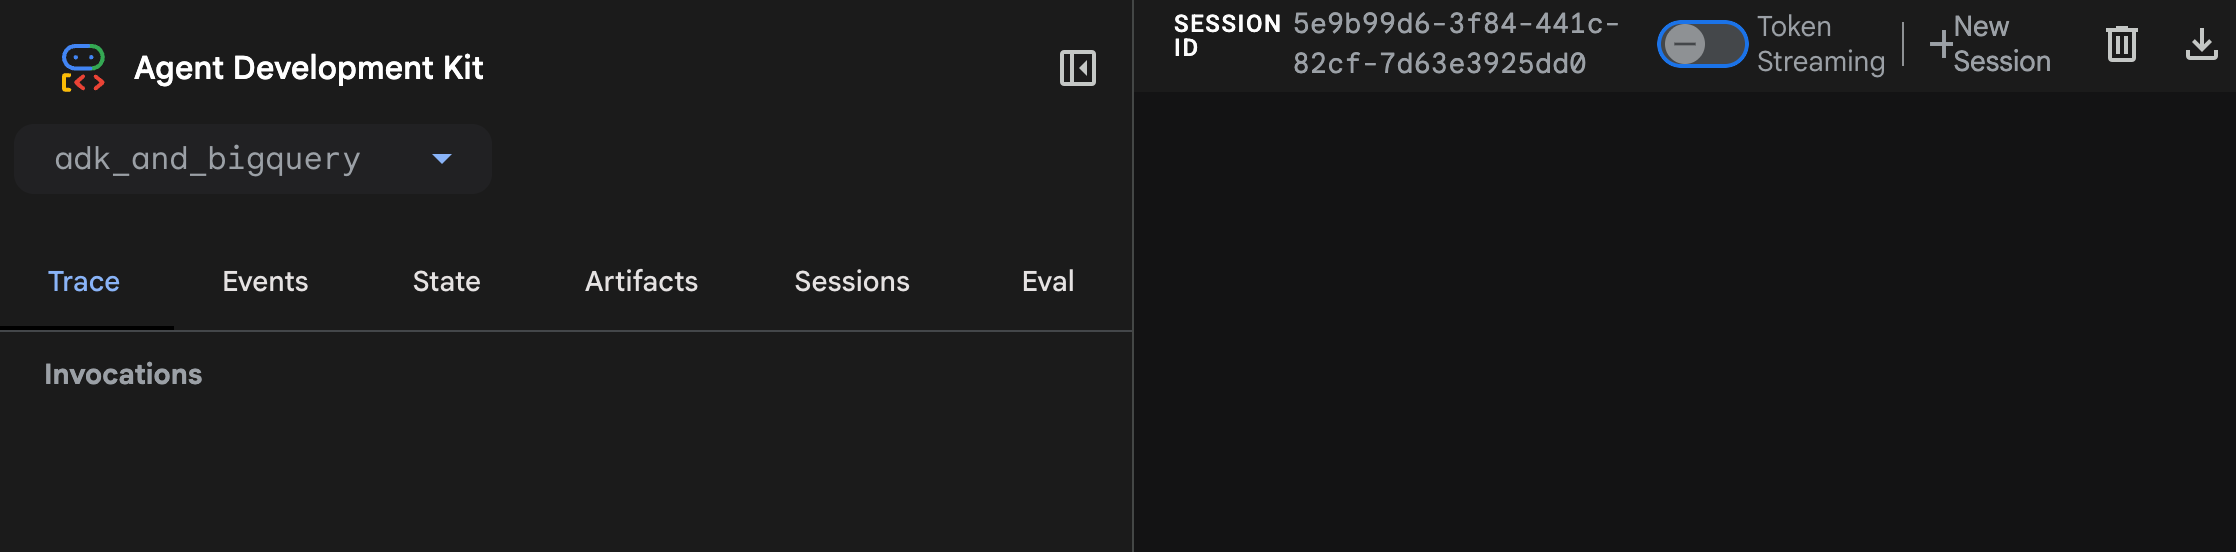 Agent Development Kit
adk_and_bigquery
Trace Events State Artifacts Sessions Eval
Invocations
SESSION ID
5e9b99d6-3f84-441c-
82cf-7d63e3925dd0
Token
Streaming
New
Session